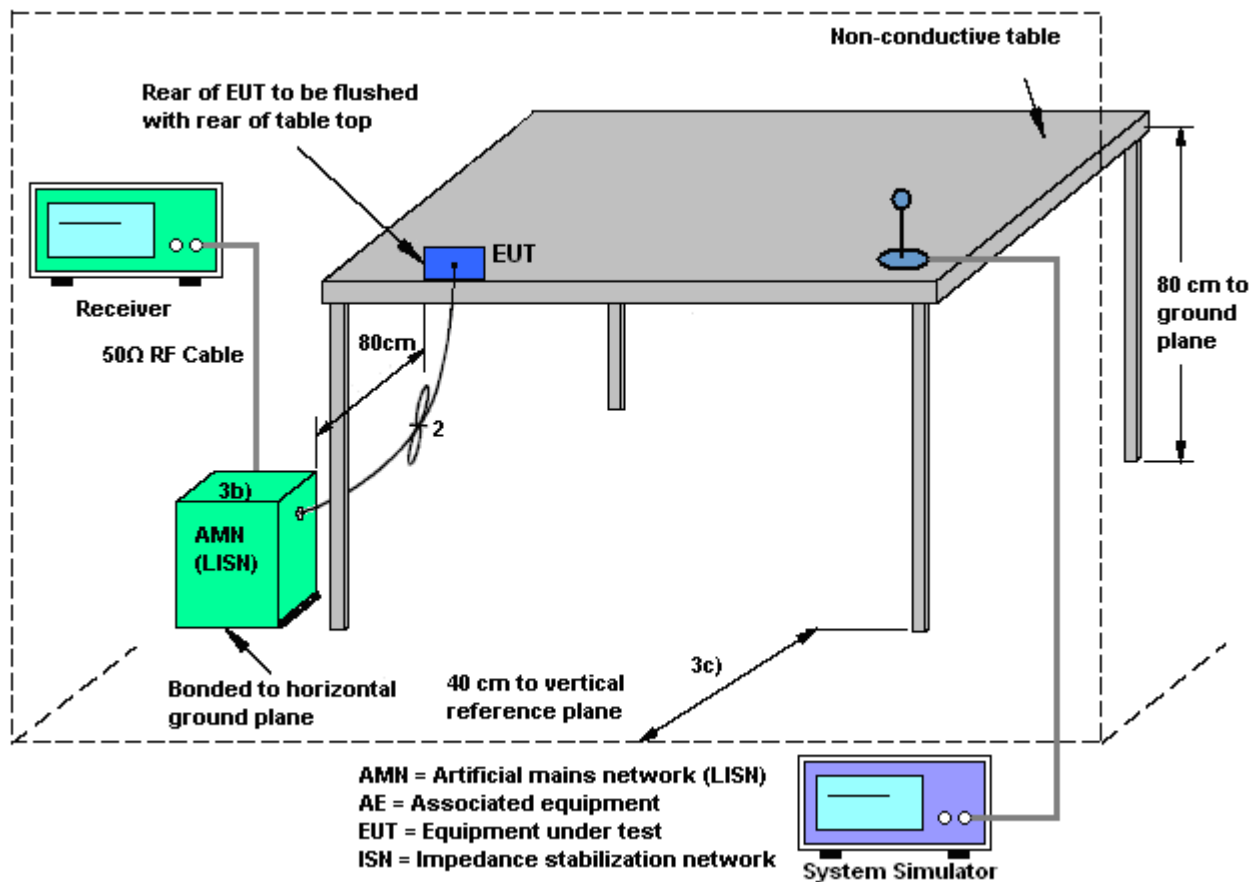 Non-conductive table
Rear of EUT to be flushed
with rear of table top
EUT
Receiver
80 cm to
ground
plane
80cm
50Ω RF Cable
2
3b)
AMN
(LISN)
3c)
Bonded to horizontal
ground plane
40 cm to vertical
reference plane
AMN = Artificial mains network (LISN)
AE = Associated equipment
EUT = Equipment under test
ISN = Impedance stabilization network
System Simulator